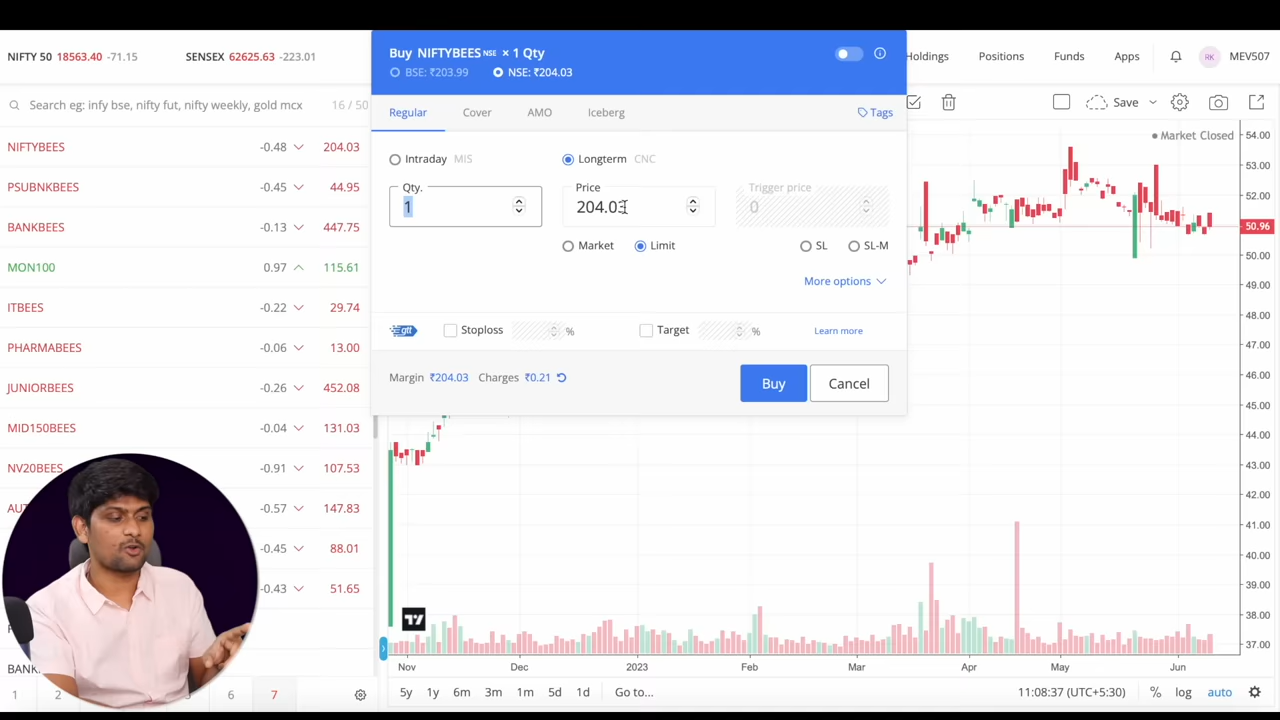 NIFTY 50 18563.40 -71.15 SENSEX 62625.63 -223.01
Buy NIFTYBEES NSE × 1 Qty
BSE: ₹203.99 NSE: ₹204.03
Holdings Positions Funds Apps RK MEV507
Search eg: infy bse, nifty fut, nifty weekly, gold mcx 16 / 50
Regular Cover AMO Iceberg Tags
Save
Market Closed
NIFTYBEES -0.48 204.03
PSUBNKBEES -0.45 44.95
BANKBEES -0.13 447.75
MON100 0.97 115.61
ITBEES -0.22 29.74
PHARMABEES -0.06 13.00
JUNIORBEES -0.26 452.08
MID150BEES -0.04 131.03
NV20BEES -0.91 107.53
AU -0.57 147.83
-0.45 88.01
-0.43 51.65
BANK
1 2 6 7
Intraday MIS Longterm CNC
Qty. Price Trigger price
1 204.03 0
Market Limit SL SL-M
More options
gtt Stoploss % Target % Learn more
Margin ₹204.03 Charges ₹0.21 Buy Cancel
54.00
53.00
52.00
50.96
50.00
49.00
48.00
47.00
46.00
45.00
44.00
43.00
42.00
41.00
40.00
39.00
38.00
37.00
Nov Dec 2023 Feb Mar Apr May Jun
5y 1y 6m 3m 1m 5d 1d Go to... 11:08:37 (UTC+5:30) % log auto